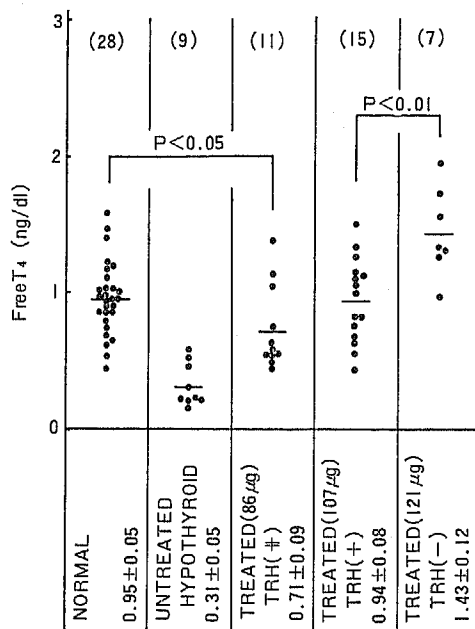 3
(28)
(9)
(11)
(15)
(7)
P<0.01
2
P<0.05
FreeT4 (ng/dl)
1
0
NORMAL
0.95±0.05
UNTREATED
HYPOTHYROID
0.31±0.05
TREATED(86μg)
TRH(⧺)
0.71±0.09
TREATED(107μg)
TRH(+)
0.94±0.08
TREATED(121μg)
TRH(−)
1.43±0.12